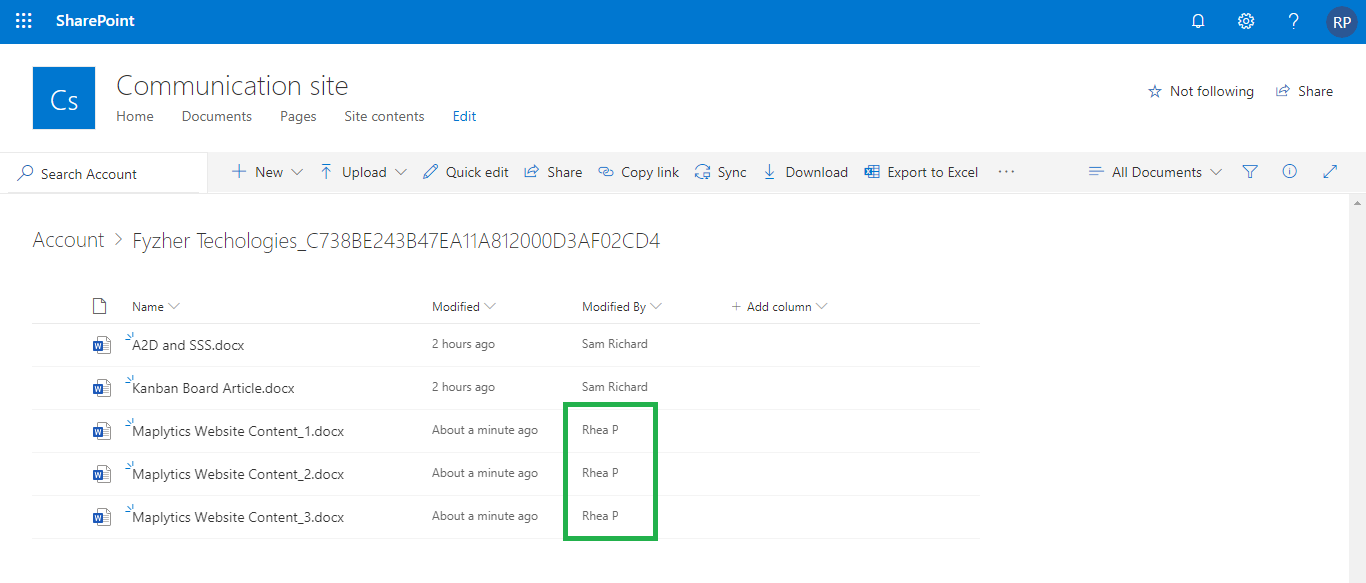 SharePoint RP
Cs Communication site
Home Documents Pages Site contents Edit
Not following Share
Search Account New Upload Quick edit Share Copy link Sync Download Export to Excel ··· All Documents
Account > Fyzher Techologies_C738BE243B47EA11A812000D3AF02CD4
Name Modified Modified By + Add column
A2D and SSS.docx 2 hours ago Sam Richard
Kanban Board Article.docx 2 hours ago Sam Richard
Maplytics Website Content_1.docx About a minute ago Rhea P
Maplytics Website Content_2.docx About a minute ago Rhea P
Maplytics Website Content_3.docx About a minute ago Rhea P